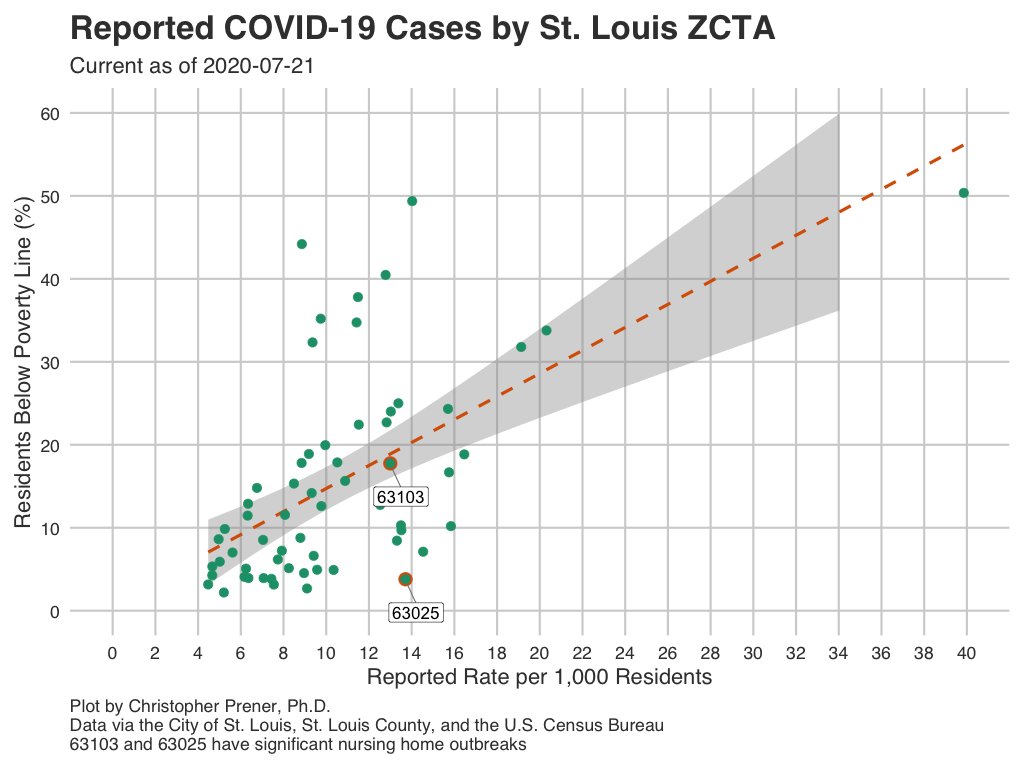 Reported COVID-19 Cases by St. Louis ZCTA
Current as of 2020-07-21
Residents Below Poverty Line (%)
60
50
40
30
20
10
0
63103
63025
0 2 4 6 8 10 12 14 16 18 20 22 24 26 28 30 32 34 36 38 40
Reported Rate per 1,000 Residents
Plot by Christopher Prener, Ph.D.
Data via the City of St. Louis, St. Louis County, and the U.S. Census Bureau
63103 and 63025 have significant nursing home outbreaks